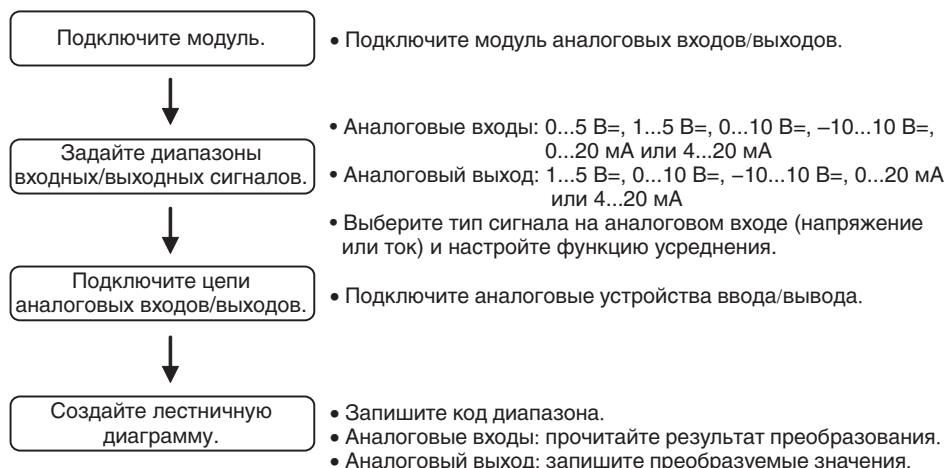 Подключите модуль.
• Подключите модуль аналоговых входов/выходов.
Задайте диапазоны
входных/выходных сигналов.
• Аналоговые входы: 0...5 В=, 1...5 В=, 0...10 В=, –10...10 В=,
0...20 мА или 4...20 мА
• Аналоговый выход: 1...5 В=, 0...10 В=, –10...10 В=, 0...20 мА
или 4...20 мА
• Выберите тип сигнала на аналоговом входе (напряжение
или ток) и настройте функцию усреднения.
Подключите цепи
аналоговых входов/выходов.
• Подключите аналоговые устройства ввода/вывода.
Создайте лестничную
диаграмму.
• Запишите код диапазона.
• Аналоговые входы: прочитайте результат преобразования.
• Аналоговый выход: запишите преобразуемые значения.